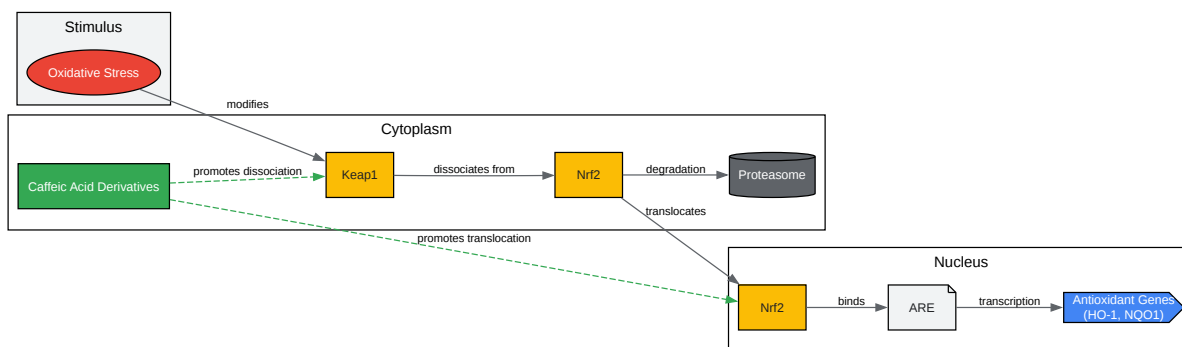 Stimulus
Oxidative Stress
modifies
Cytoplasm
Caffeic Acid Derivatives
promotes dissociation
Keap1
dissociates from
Nrf2
degradation
Proteasome
translocates
promotes translocation
Nucleus
Nrf2
binds
ARE
transcription
Antioxidant Genes
(HO-1, NQO1)